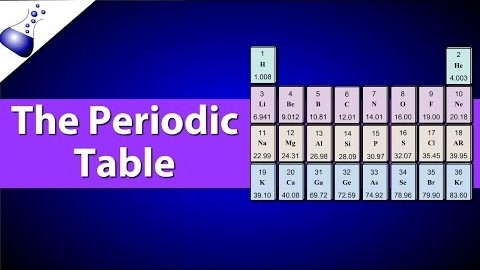 The Periodic
Table
1 2
H He
1.008 4.003
3 4 5 6 7 8 9 10
Li Be B C N O F Ne
6.941 9.012 10.81 12.01 14.01 16.00 19.00 20.18
11 12 13 14 15 16 17 18
Na Mg Al Si P S Cl AR
22.99 24.31 26.98 28.09 30.97 32.07 35.45 39.95
19 20 31 32 33 34 35 36
K Ca Ga Ge As Se Br Kr
39.10 40.08 69.72 72.59 74.92 78.96 79.90 83.60